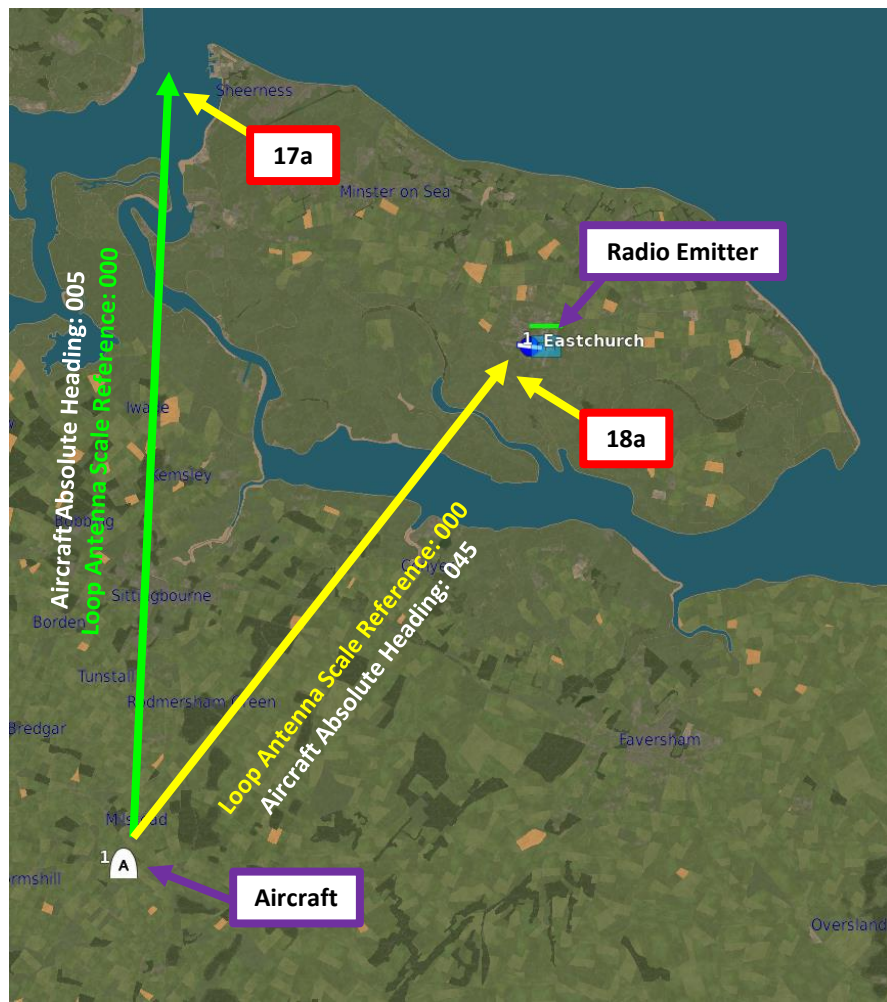 Sheerness
17a
Minster on Sea
Radio Emitter
1 Eastchurch
Aircraft Absolute Heading: 005
Loop Antenna Scale Reference: 000
Iwade
18a
Kemsley
Bobbing
Loop Antenna Scale Reference: 000
Aircraft Absolute Heading: 045
Sittingbourne
Borden
Tunstall
Rodmersham Green
Bredgar
Faversham
Milstead
1
A
ormshill
Aircraft
Oversland